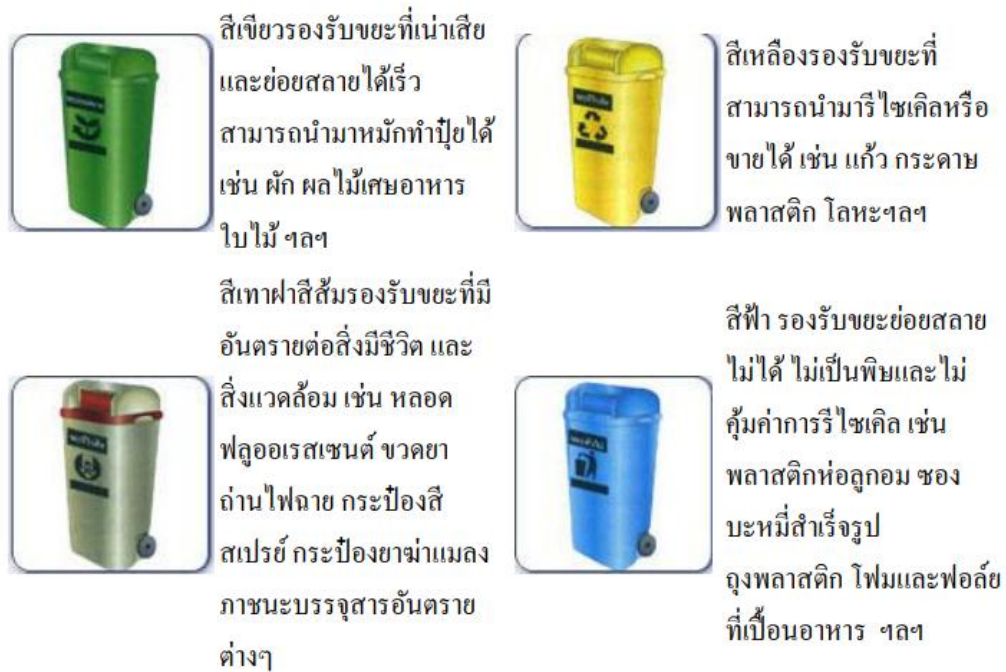 สีเขียวรองรับขยะที่เน่าเสีย
และย่อยสลายได้เร็ว
สามารถนำมาหมักทำปุ๋ยได้
เช่น ผัก ผลไม้เศษอาหาร
ใบไม้ ฯลฯ
สีเหลืองรองรับขยะที่
สามารถนำมารีไซเคิลหรือ
ขายได้ เช่น แก้ว กระดาษ
พลาสติก โลหะฯลฯ
สีเทาฝาสีส้มรองรับขยะที่มี
อันตรายต่อสิ่งมีชีวิต และ
สิ่งแวดล้อม เช่น หลอด
ฟลูออเรสเซนต์ ขวดยา
ถ่านไฟฉาย กระป๋องสี
สเปรย์ กระป๋องยาฆ่าแมลง
ภาชนะบรรจุสารอันตราย
ต่างๆ
สีฟ้า รองรับขยะย่อยสลาย
ไม่ได้ ไม่เป็นพิษและไม่
คุ้มค่าการรีไซเคิล เช่น
พลาสติกห่อลูกอม ซอง
บะหมี่สำเร็จรูป
ถุงพลาสติก โฟมและฟอล์ย
ที่เปื้อนอาหาร ฯลฯ